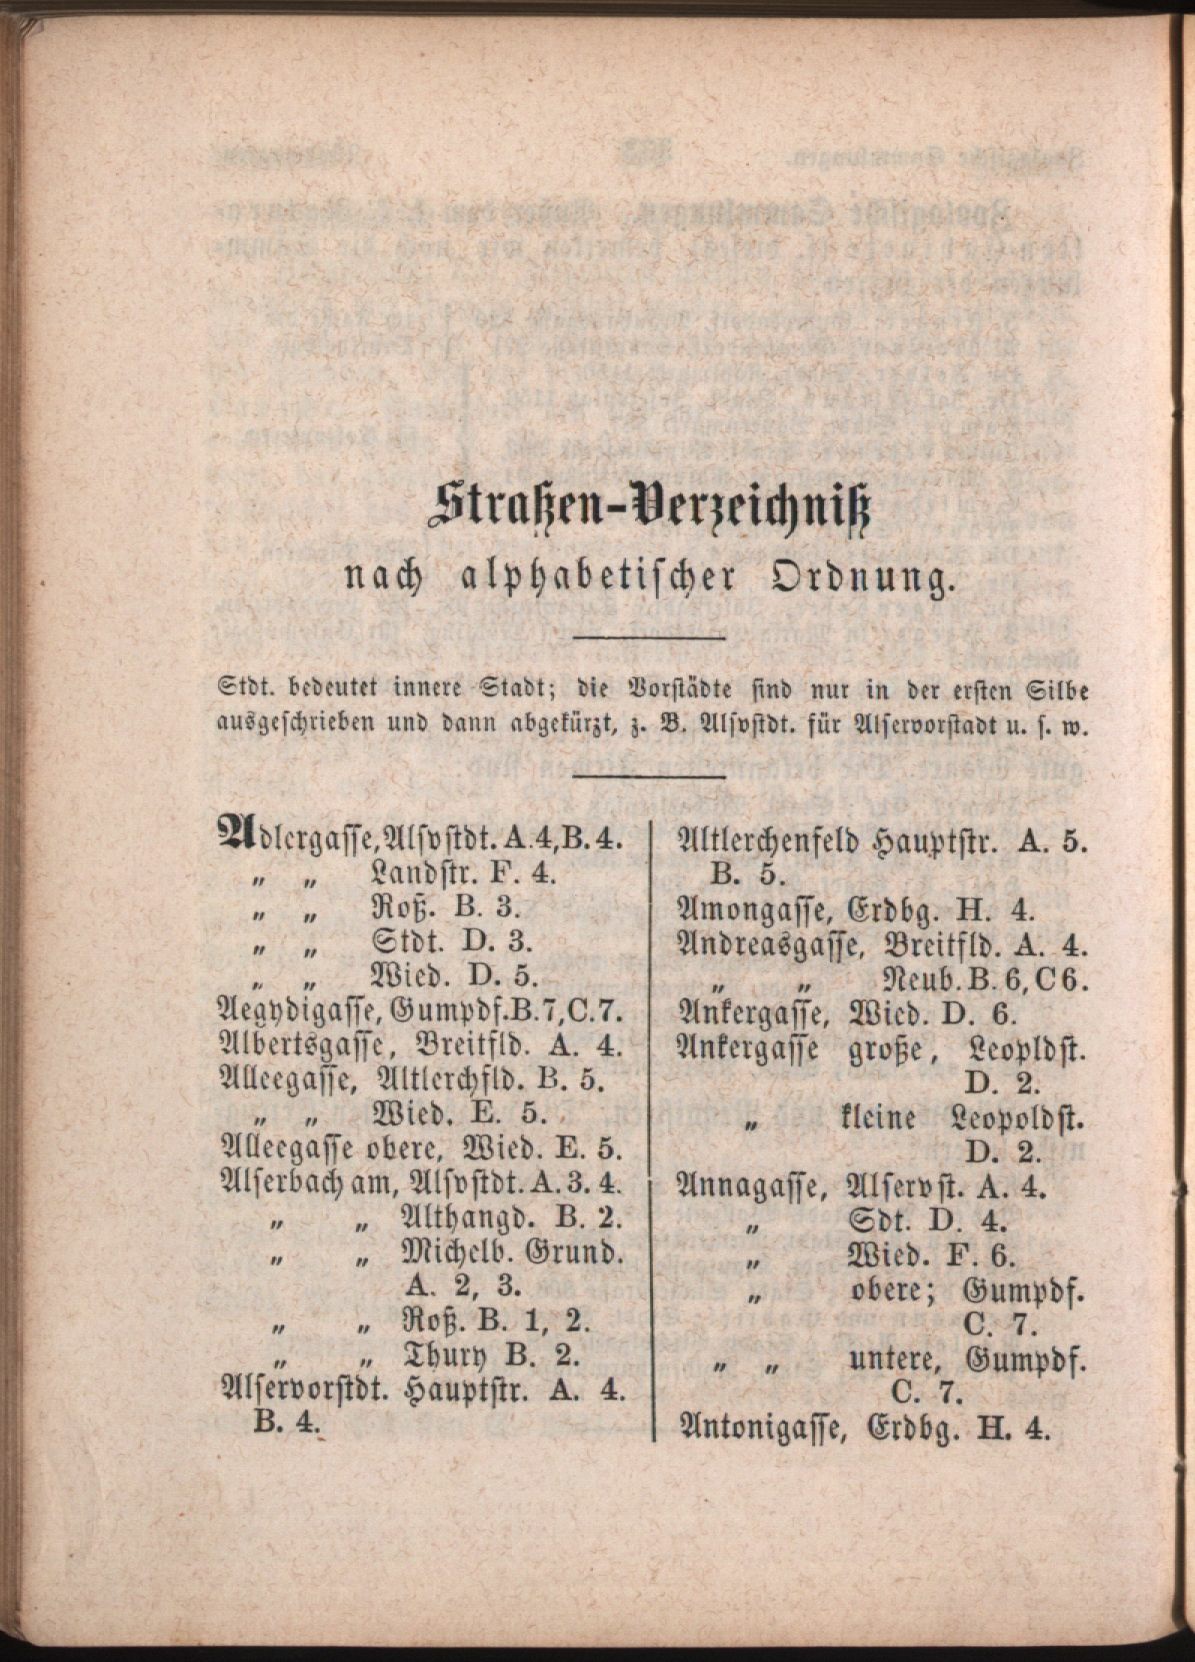 Straßen-Verzeichniß
nach alphabetischer Ordnung.
Stdt. bedeutet innere Stadt; die Vorstädte sind nur in der ersten Silbe
ausgeschrieben und dann abgekürzt, z. B. Alsvstdt. für Alservorstadt u. s. w.
Adlergasse, Alsvstdt. A.4, B. 4.
„ „ Landstr. F. 4.
„ „ Roß. B. 3.
„ „ Stdt. D. 3.
„ „ Wied. D. 5.
Aegydigasse, Gumpdf. B. 7, C. 7.
Albertsgasse, Breitfld. A. 4.
Alleegasse, Altlerchfld. B. 5.
„ „ Wied. E. 5.
Alleegasse obere, Wied. E. 5.
Alserbach am, Alsvstdt. A. 3. 4.
„ „ Althangd. B. 2.
„ „ Michelb. Grund.
A. 2, 3.
„ „ Roß. B. 1, 2.
„ „ Thury B. 2.
Alservorstdt. Hauptstr. A. 4.
B. 4.
Altlerchenfeld Hauptstr. A. 5.
B. 5.
Amongasse, Erdbg. H. 4.
Andreasgasse, Breitfld. A. 4.
„ „ Neub. B. 6, C 6.
Ankergasse, Wied. D. 6.
Ankergasse große, Leopldst.
D. 2.
„ kleine Leopoldst.
D. 2.
Annagasse, Alservst. A. 4.
„ Sdt. D. 4.
„ Wied. F. 6.
„ obere; Gumpdf.
C. 7.
„ „ untere, Gumpdf.
C. 7.
Antonigasse, Erdbg. H. 4.